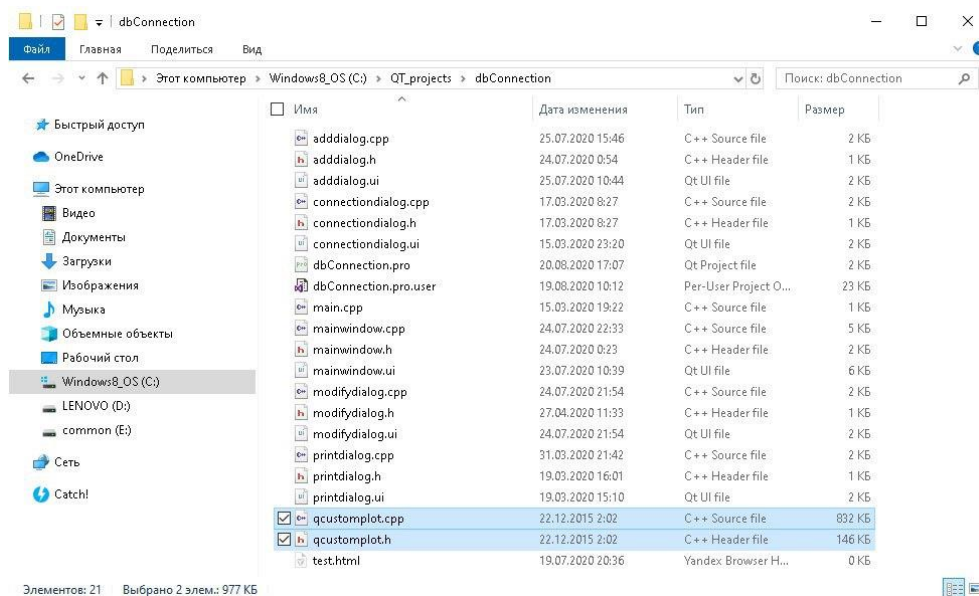 dbConnection
Файл Главная Поделиться Вид
Этот компьютер Windows8_OS (C:) QT_projects dbConnection Поиск: dbConnection
Быстрый доступ
OneDrive
Этот компьютер
Видео
Документы
Загрузки
Изображения
Музыка
Объемные объекты
Рабочий стол
Windows8_OS (C:)
LENOVO (D:)
common (E:)
Сеть
Catch!
Имя Дата изменения Тип Размер
adddialog.cpp 25.07.2020 15:46 C++ Source file 2 КБ
adddialog.h 24.07.2020 0:54 C++ Header file 1 КБ
adddialog.ui 25.07.2020 10:44 Qt UI file 2 КБ
connectiondialog.cpp 17.03.2020 8:27 C++ Source file 2 КБ
connectiondialog.h 17.03.2020 8:27 C++ Header file 1 КБ
connectiondialog.ui 15.03.2020 23:20 Qt UI file 2 КБ
dbConnection.pro 20.08.2020 17:07 Qt Project file 2 КБ
dbConnection.pro.user 19.08.2020 10:12 Per-User Project O... 23 КБ
main.cpp 15.03.2020 19:22 C++ Source file 1 КБ
mainwindow.cpp 24.07.2020 22:33 C++ Source file 5 КБ
mainwindow.h 24.07.2020 0:23 C++ Header file 2 КБ
mainwindow.ui 23.07.2020 10:39 Qt UI file 6 КБ
modifydialog.cpp 24.07.2020 21:54 C++ Source file 2 КБ
modifydialog.h 27.04.2020 11:33 C++ Header file 1 КБ
modifydialog.ui 24.07.2020 21:54 Qt UI file 2 КБ
printdialog.cpp 31.03.2020 21:42 C++ Source file 2 КБ
printdialog.h 19.03.2020 16:01 C++ Header file 1 КБ
printdialog.ui 19.03.2020 15:10 Qt UI file 2 КБ
qcustomplot.cpp 22.12.2015 2:02 C++ Source file 832 КБ
qcustomplot.h 22.12.2015 2:02 C++ Header file 146 КБ
test.html 19.07.2020 20:36 Yandex Browser H... 0 КБ
Элементов: 21 Выбрано 2 элем.: 977 КБ